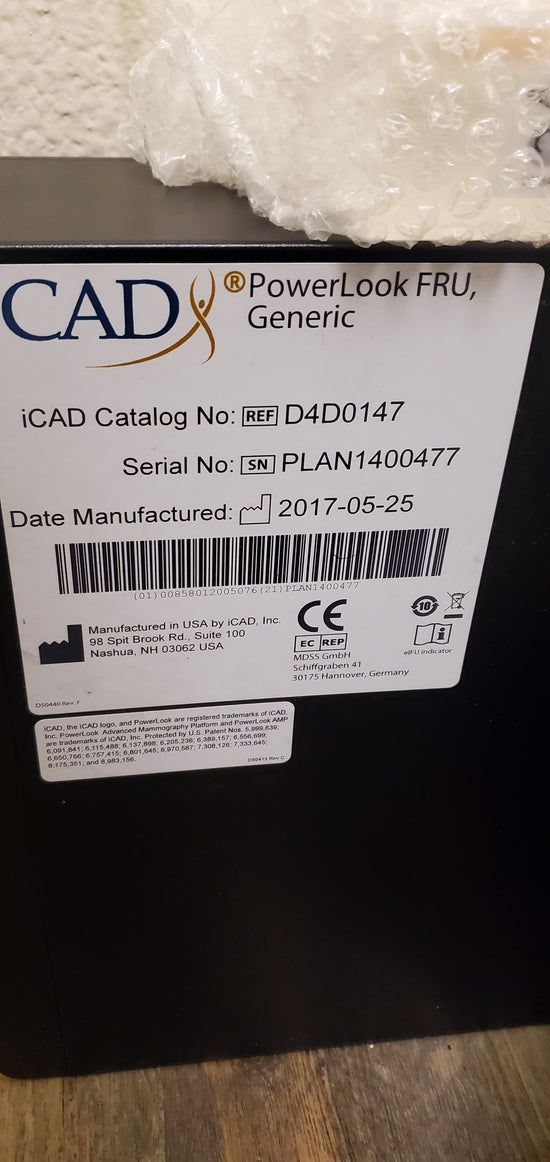 CAD® PowerLook FRU,
Generic
iCAD Catalog No: REF D4D0147
Serial No: SN PLAN1400477
Date Manufactured: 2017-05-25
(01)00858012005076(21)PLAN1400477
Manufactured in USA by iCAD, Inc.
98 Spit Brook Rd., Suite 100
Nashua, NH 03062 USA
CE
EC REP
MDSS GmbH
Schiffgraben 41
30175 Hannover, Germany
10
eIFU indicator
DS0440 Rev. F
iCAD, the iCAD logo, and PowerLook are registered trademarks of iCAD,
Inc. PowerLook Advanced Mammography Platform and PowerLook AMP
are trademarks of iCAD, Inc. Protected by U.S. Patent Nos. 5,999,639;
6,091,841; 6,115,488; 6,137,898; 6,205,236; 6,389,157; 6,556,699;
6,650,766; 6,757,415; 6,801,645; 6,970,587; 7,308,126; 7,333,645;
8,175,351; and 8,983,156.
DS0413 Rev C